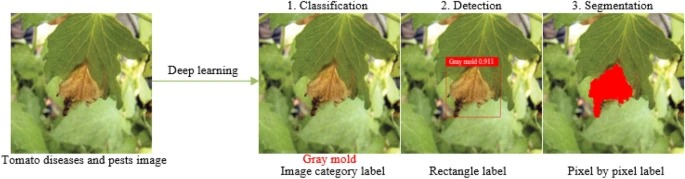 1. Classification
2. Detection
3. Segmentation
Deep learning
Gray mold 0.911
Tomato diseases and pests image
Gray mold
Image category label
Rectangle label
Pixel by pixel label